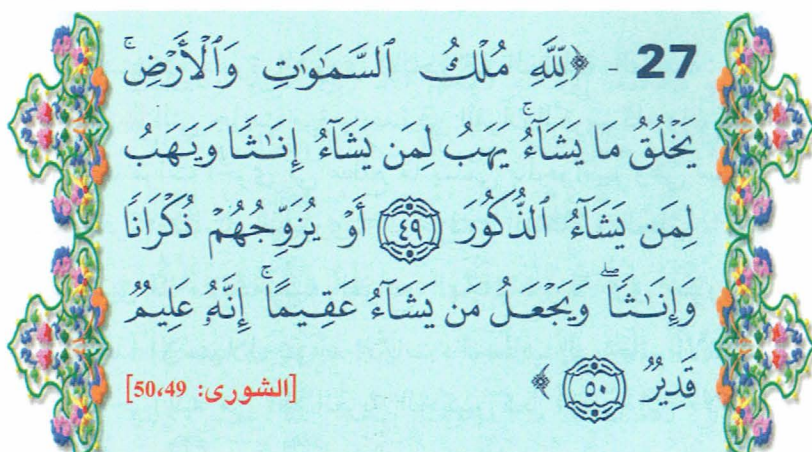 27 - ﴿لِّلَّهِ مُلْكُ ٱلسَّمَٰوَٰتِ وَٱلْأَرْضِ ۚ
يَخْلُقُ مَا يَشَآءُ ۚ يَهَبُ لِمَن يَشَآءُ إِنَٰثًا وَيَهَبُ
لِمَن يَشَآءُ ٱلذُّكُورَ ﴿٤٩﴾ أَوْ يُزَوِّجُهُمْ ذُكْرَانًا
وَإِنَٰثًا ۖ وَيَجْعَلُ مَن يَشَآءُ عَقِيمًا ۚ إِنَّهُۥ عَلِيمٌ
قَدِيرٌ ﴿٥٠﴾ ﴾ [الشورى: 50،49]